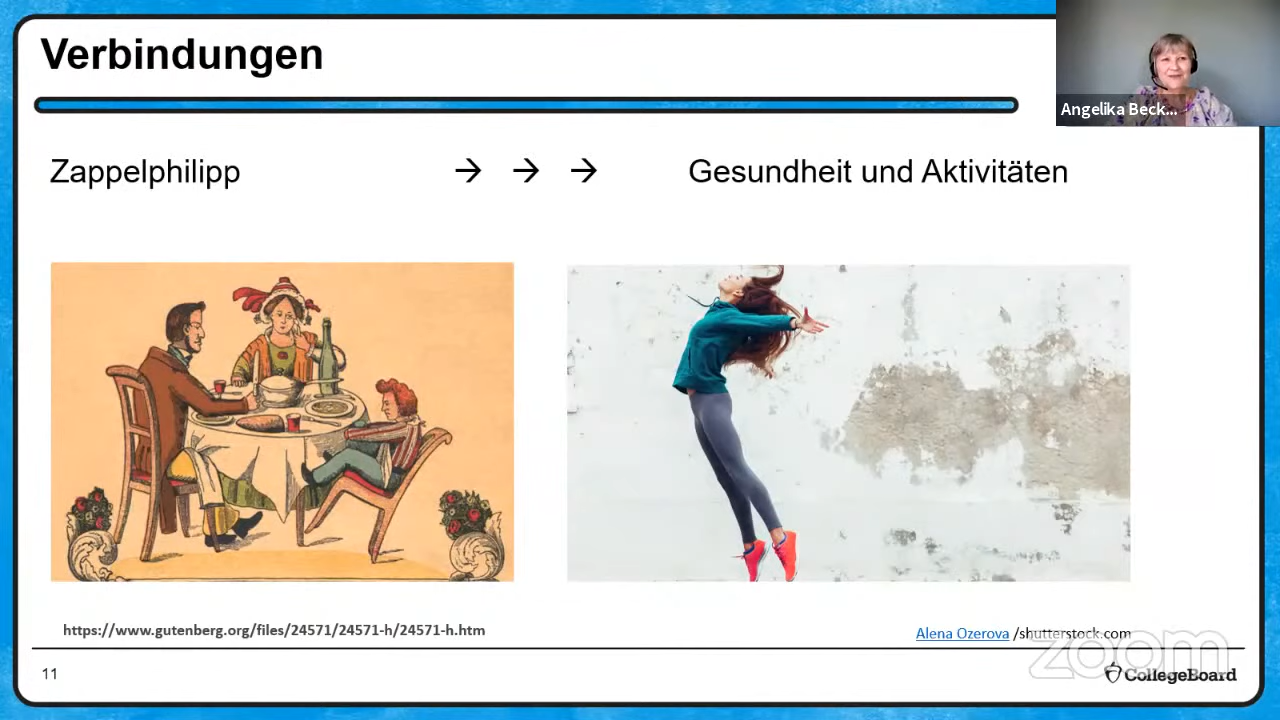 Verbindungen
Angelika Beck...
Zappelphilipp → → → Gesundheit und Aktivitäten
https://www.gutenberg.org/files/24571/24571-h/24571-h.htm
Alena Ozerova /shutterstock.com
zoom
11
CollegeBoard